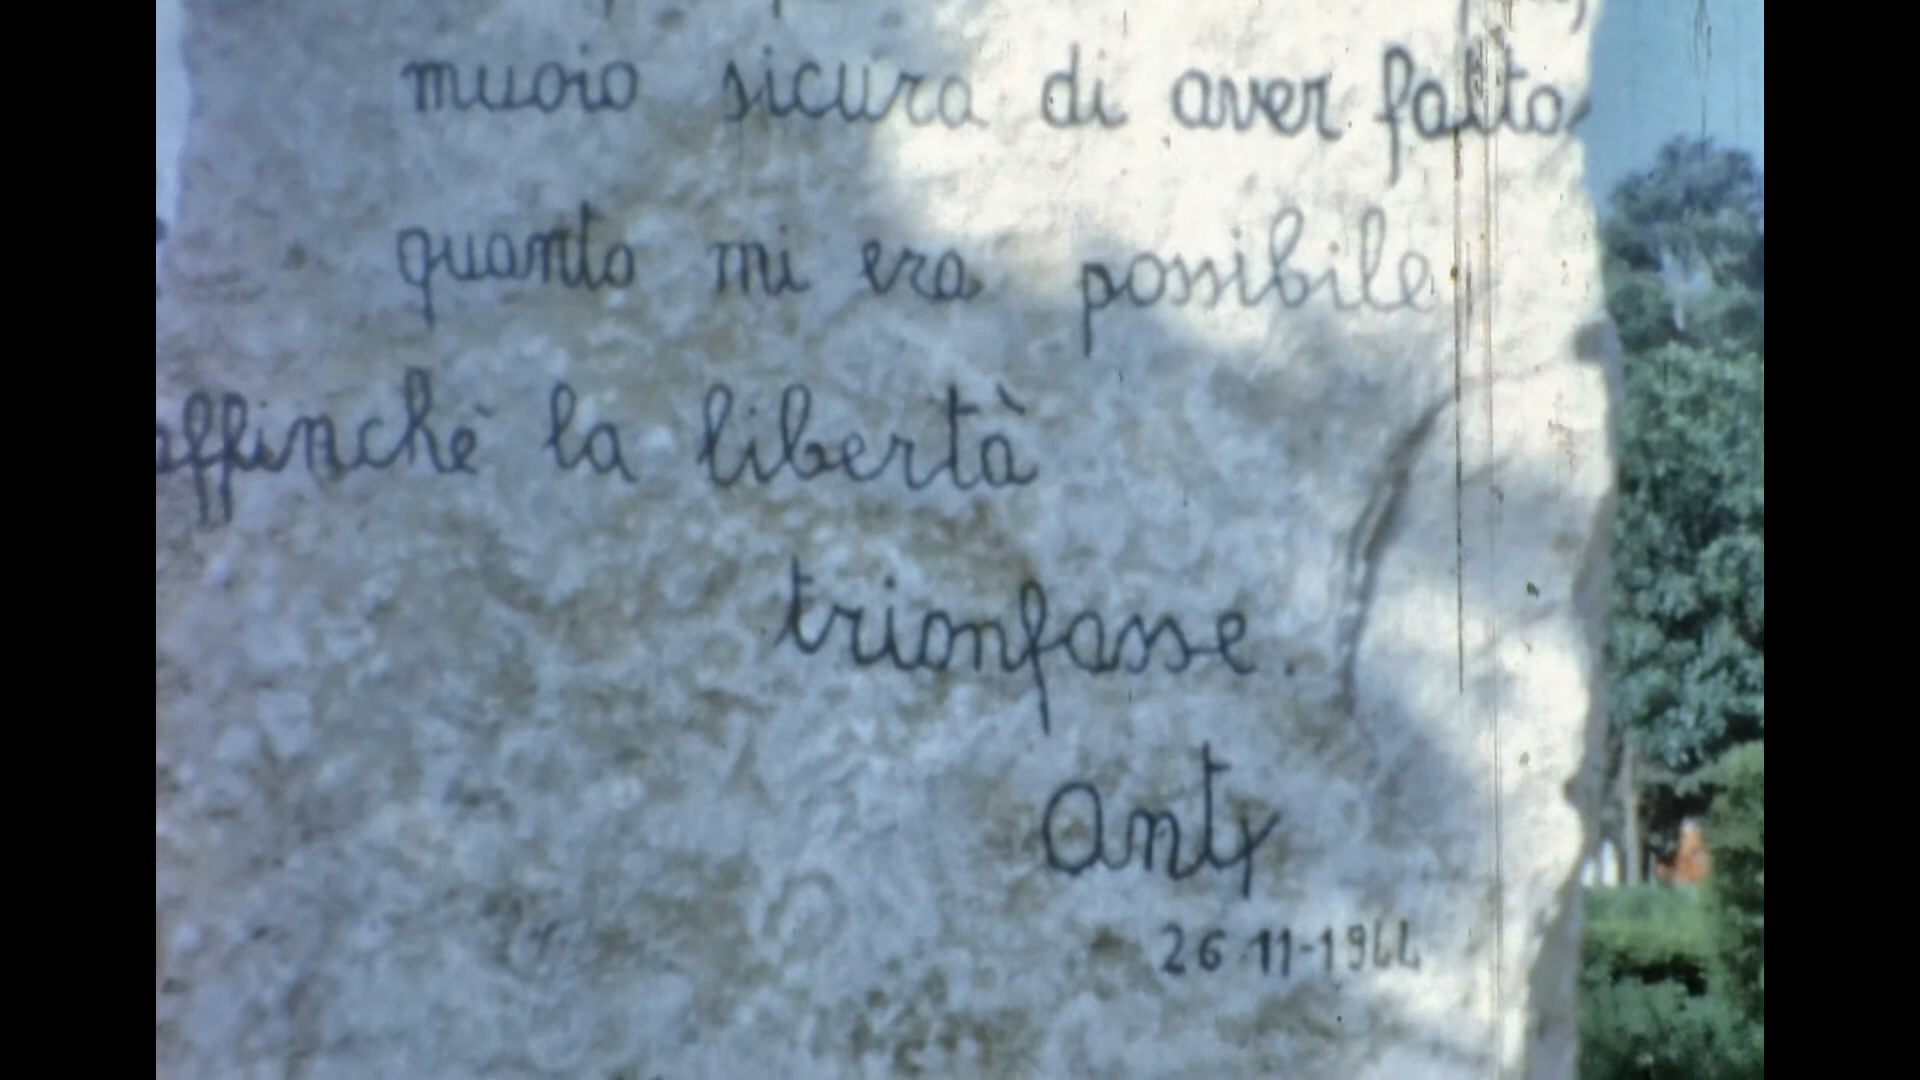 muoio sicura di aver fatto
quanto mi era possibile
affinchè la libertà
trionfasse.
Anty
26-11-1944